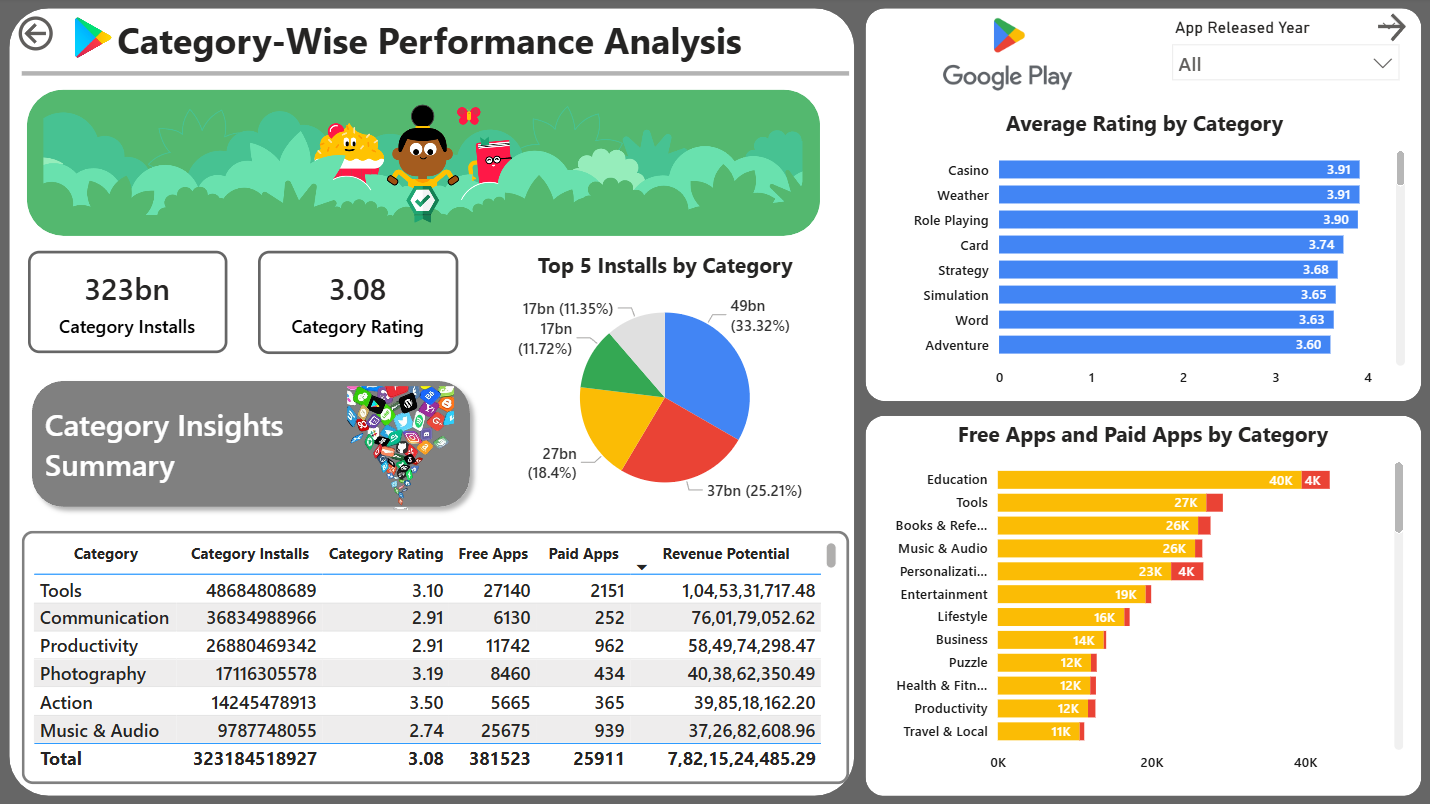 Category-Wise Performance Analysis
323bn
Category Installs
3.08
Category Rating
Category Insights
Summary
Top 5 Installs by Category
49bn
(33.32%)
37bn (25.21%)
27bn
(18.4%)
17bn
(11.72%)
17bn (11.35%)
Category Category Installs Category Rating Free Apps Paid Apps Revenue Potential
Tools 48684808689 3.10 27140 2151 1,04,53,31,717.48
Communication 36834988966 2.91 6130 252 76,01,79,052.62
Productivity 26880469342 2.91 11742 962 58,49,74,298.47
Photography 17116305578 3.19 8460 434 40,38,62,350.49
Action 14245478913 3.50 5665 365 39,85,18,162.20
Music & Audio 9787748055 2.74 25675 939 37,26,82,608.96
Total 323184518927 3.08 381523 25911 7,82,15,24,485.29
Google Play
App Released Year
All
Average Rating by Category
Casino 3.91
Weather 3.91
Role Playing 3.90
Card 3.74
Strategy 3.68
Simulation 3.65
Word 3.63
Adventure 3.60
0 1 2 3 4
Free Apps and Paid Apps by Category
Education 40K 4K
Tools 27K
Books & Refe... 26K
Music & Audio 26K
Personalizati... 23K 4K
Entertainment 19K
Lifestyle 16K
Business 14K
Puzzle 12K
Health & Fitn... 12K
Productivity 12K
Travel & Local 11K
0K 20K 40K